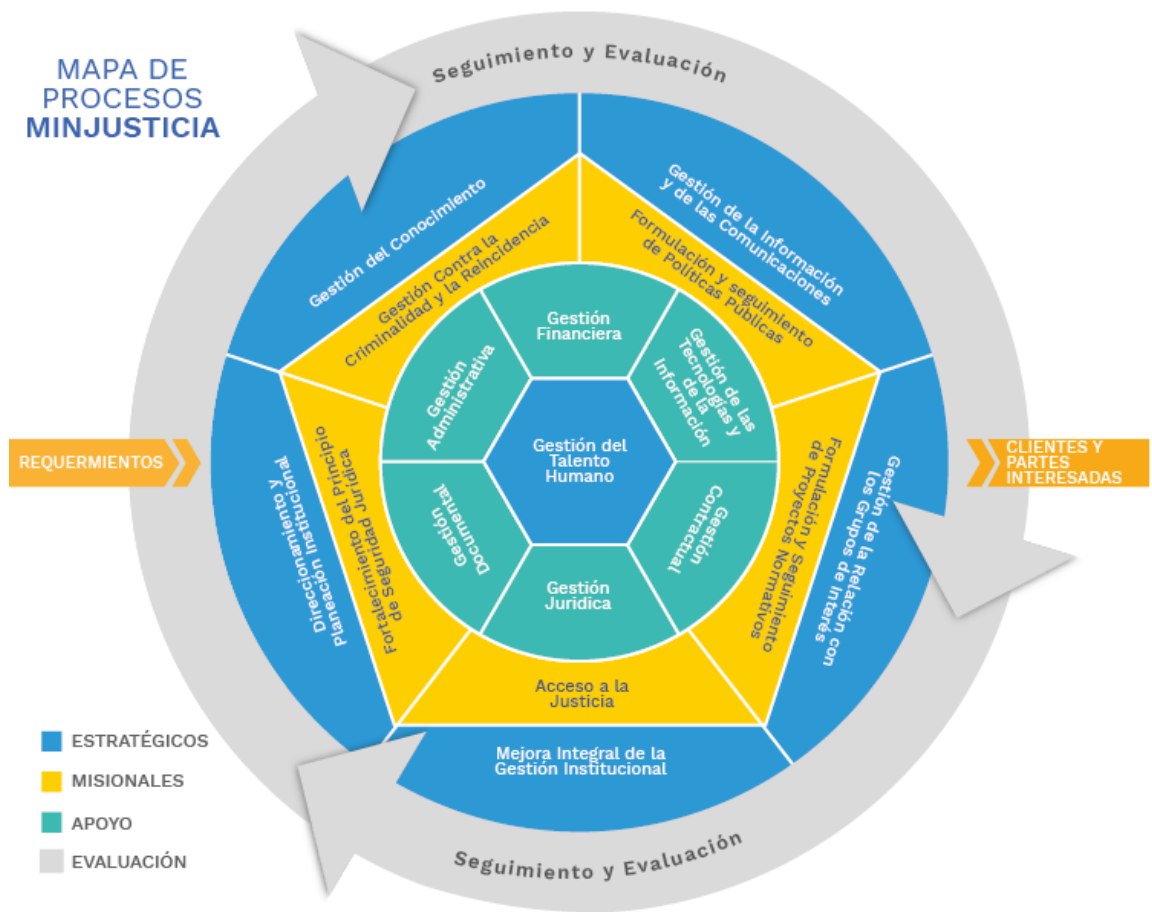 MAPA DE
PROCESOS
MINJUSTICIA
Seguimiento y Evaluación
Gestión del Conocimiento
Gestión de la Información
y de las Comunicaciones
Gestión Contra la
Criminalidad y la Reincidencia
Formulación y seguimiento
de Políticas Públicas
Gestión
Financiera
Gestión
Administrativa
Gestión de las
Tecnologías y
de la
Información
Gestión del
Talento
Humano
REQUERMIENTOS
CLIENTES Y
PARTES
INTERESADAS
Direccionamiento y
Planeación Institucional
Fortalecimiento del Principio
de Seguridad Jurídica
Gestión
Documental
Gestión
Contractual
Formulación y Seguimiento
de Proyectos Normativos
Gestión de la Relación con
los Grupos de Interés
Gestión
Jurídica
Acceso a la
Justicia
Mejora Integral de la
Gestión Institucional
Seguimiento y Evaluación
ESTRATÉGICOS
MISIONALES
APOYO
EVALUACIÓN